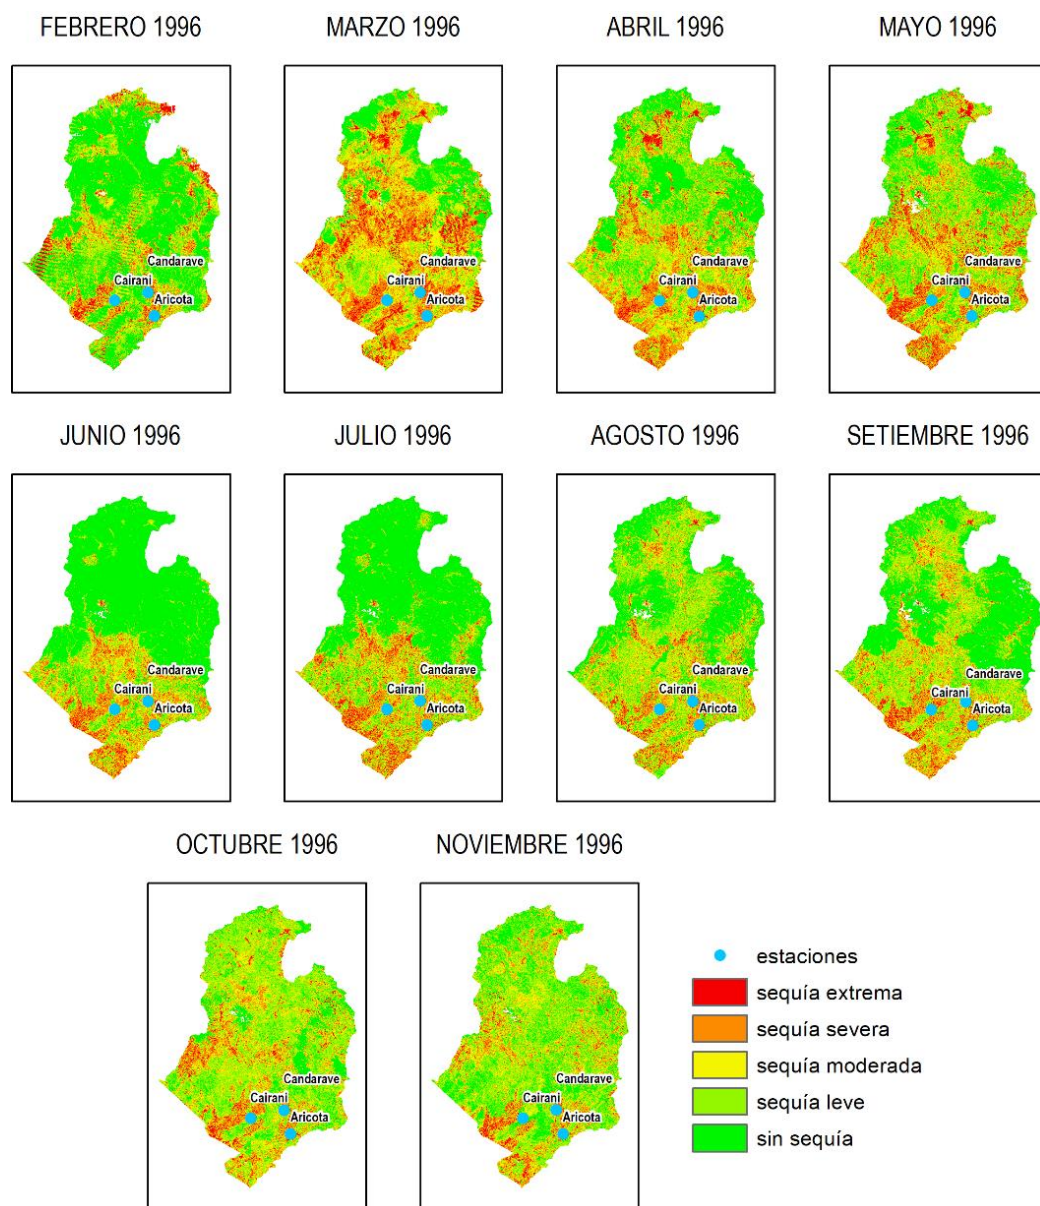 FEBRERO 1996
MARZO 1996
ABRIL 1996
MAYO 1996
Candarave
Cairani
Aricota
Candarave
Cairani
Aricota
Candarave
Cairani
Aricota
Candarave
Cairani
Aricota
JUNIO 1996
JULIO 1996
AGOSTO 1996
SETIEMBRE 1996
Candarave
Cairani
Aricota
Candarave
Cairani
Aricota
Candarave
Cairani
Aricota
Candarave
Cairani
Aricota
OCTUBRE 1996
NOVIEMBRE 1996
Candarave
Cairani
Aricota
Candarave
Cairani
Aricota
estaciones
sequía extrema
sequía severa
sequía moderada
sequía leve
sin sequía